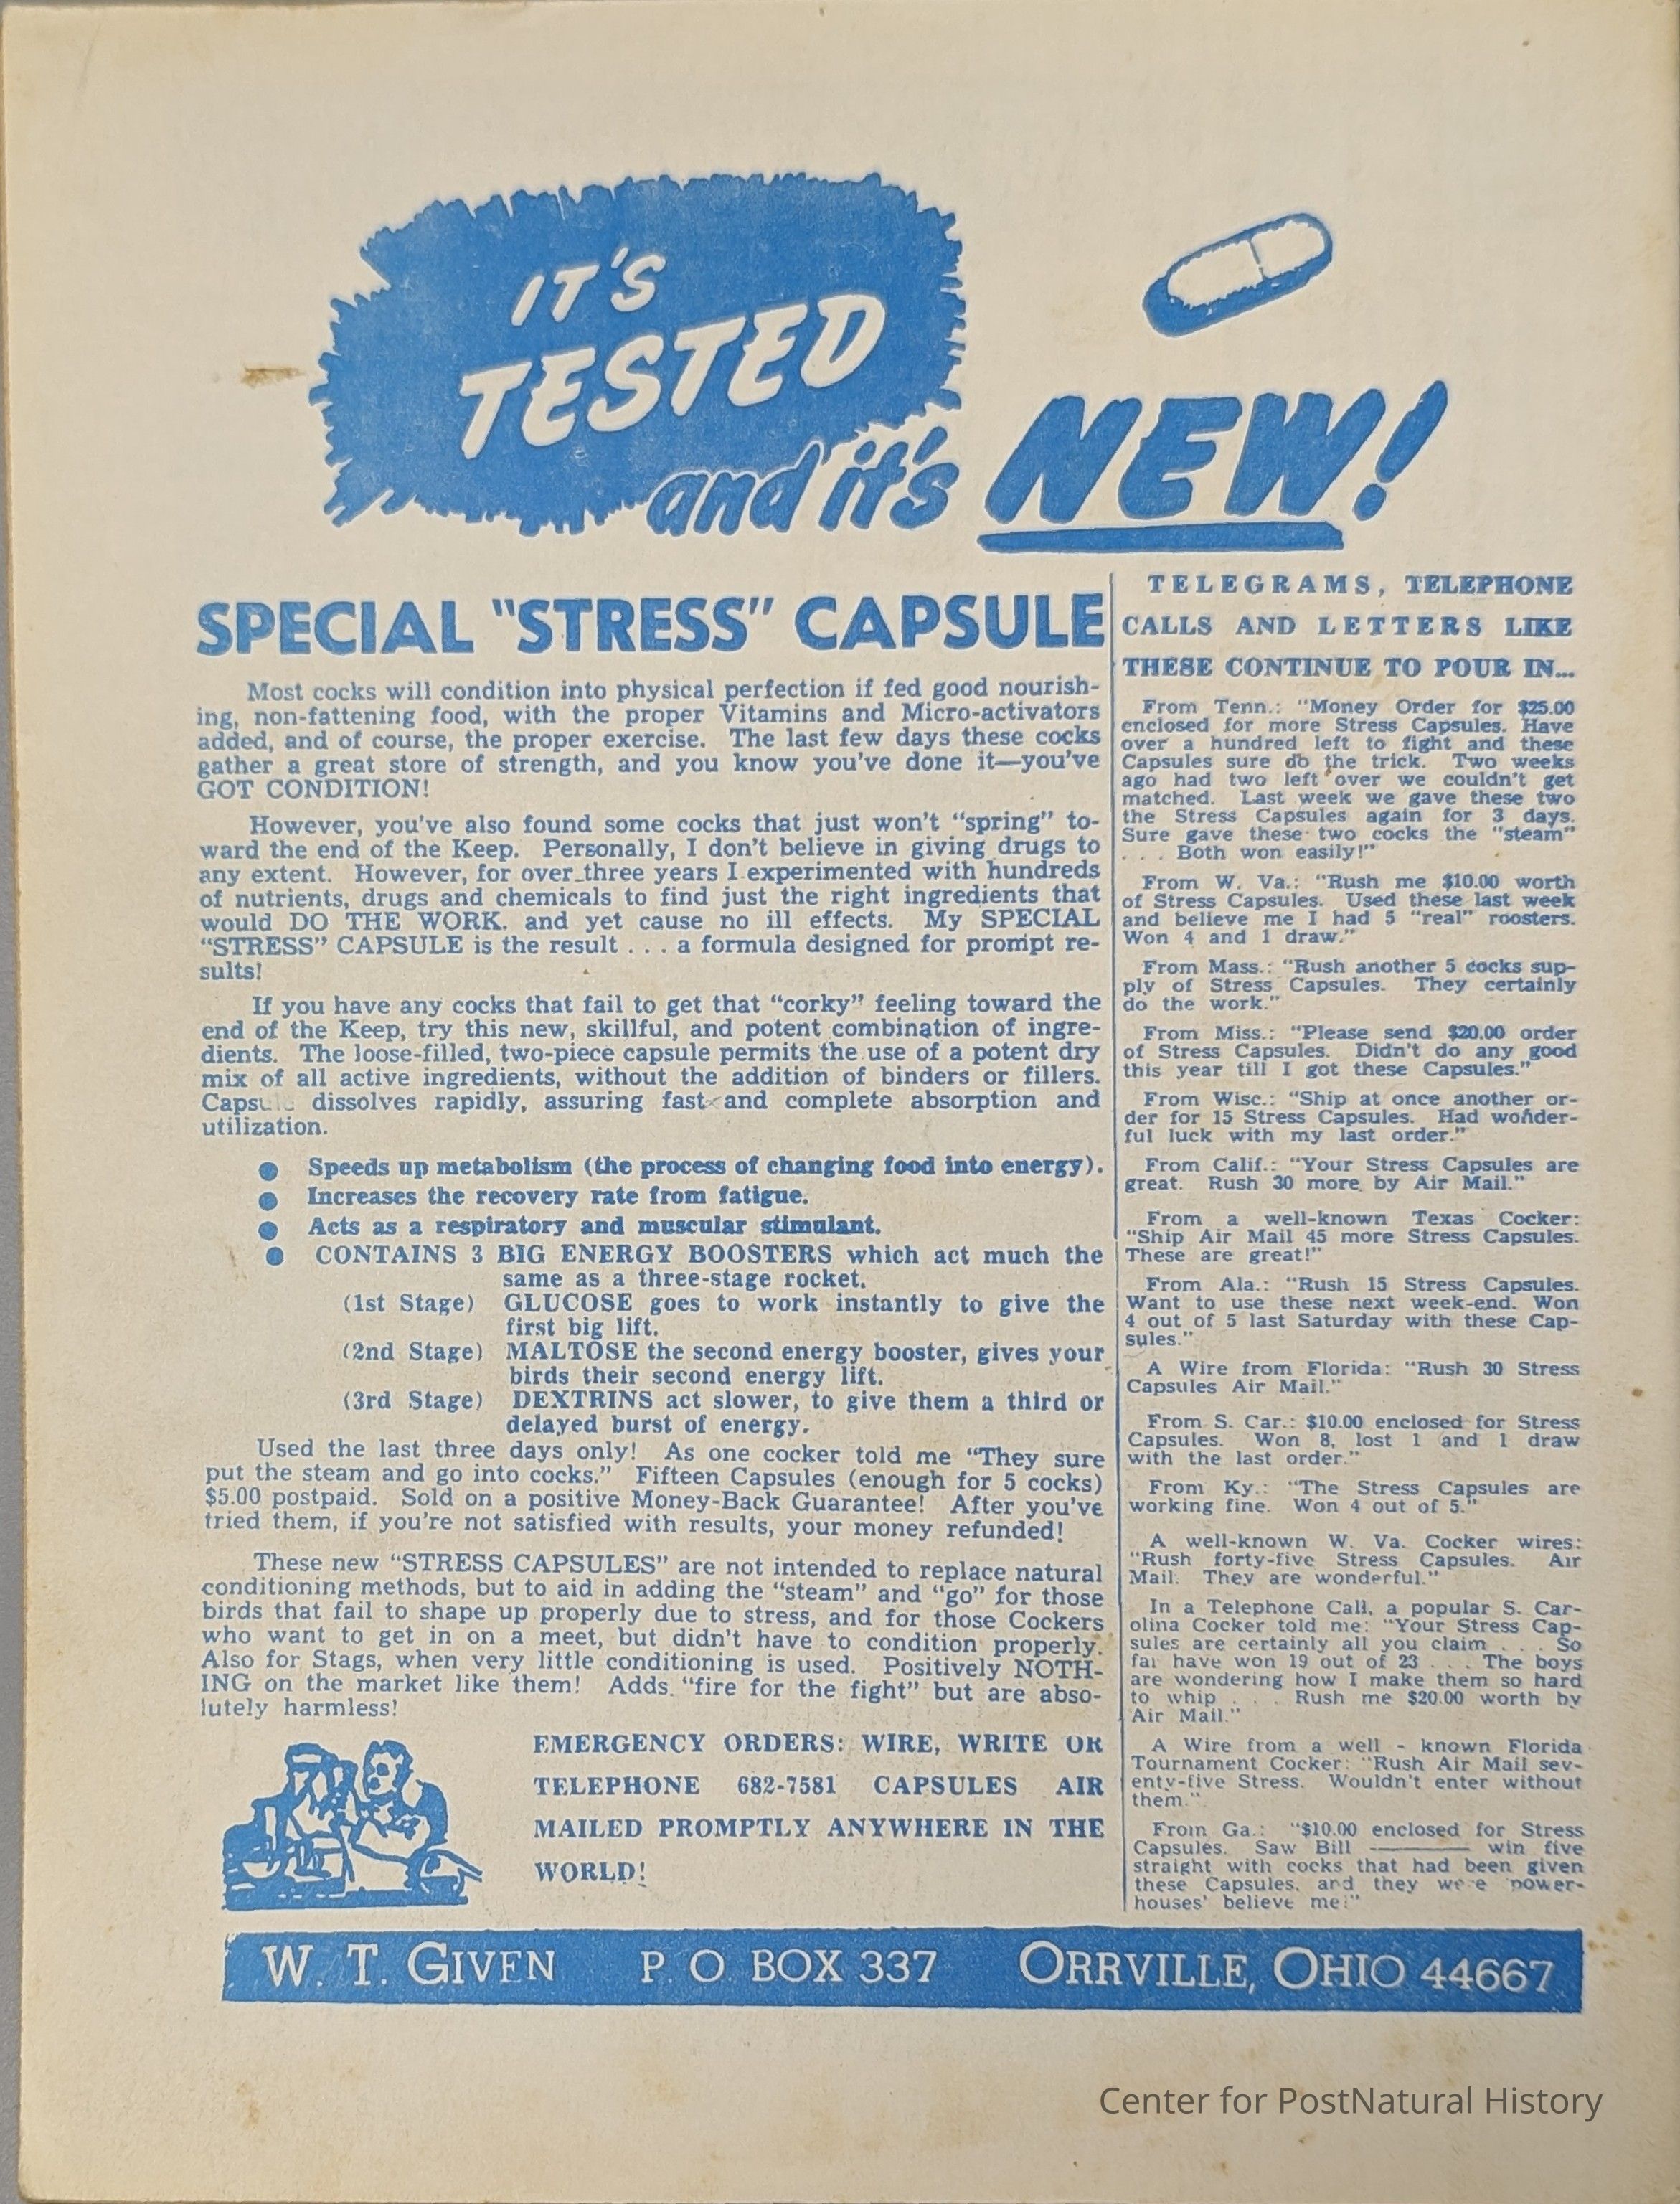 IT'S
TESTED
and it's NEW!
SPECIAL "STRESS" CAPSULE
Most cocks will condition into physical perfection if fed good nourish-
ing, non-fattening food, with the proper Vitamins and Micro-activators
added, and of course, the proper exercise. The last few days these cocks
gather a great store of strength, and you know you've done it—you've
GOT CONDITION!
However, you've also found some cocks that just won't "spring" to-
ward the end of the Keep. Personally, I don't believe in giving drugs to
any extent. However, for over three years I experimented with hundreds
of nutrients, drugs and chemicals to find just the right ingredients that
would DO THE WORK. and yet cause no ill effects. My SPECIAL
"STRESS" CAPSULE is the result . . . a formula designed for prompt re-
sults!
If you have any cocks that fail to get that "corky" feeling toward the
end of the Keep, try this new, skillful, and potent combination of ingre-
dients. The loose-filled, two-piece capsule permits the use of a potent dry
mix of all active ingredients, without the addition of binders or fillers.
Capsule dissolves rapidly, assuring fast and complete absorption and
utilization.
● Speeds up metabolism (the process of changing food into energy).
● Increases the recovery rate from fatigue.
● Acts as a respiratory and muscular stimulant.
● CONTAINS 3 BIG ENERGY BOOSTERS which act much the
same as a three-stage rocket.
(1st Stage) GLUCOSE goes to work instantly to give the
first big lift.
(2nd Stage) MALTOSE the second energy booster, gives your
birds their second energy lift.
(3rd Stage) DEXTRINS act slower, to give them a third or
delayed burst of energy.
Used the last three days only! As one cocker told me "They sure
put the steam and go into cocks." Fifteen Capsules (enough for 5 cocks)
$5.00 postpaid. Sold on a positive Money-Back Guarantee! After you've
tried them, if you're not satisfied with results, your money refunded!
These new "STRESS CAPSULES" are not intended to replace natural
conditioning methods, but to aid in adding the "steam" and "go" for those
birds that fail to shape up properly due to stress, and for those Cockers
who want to get in on a meet, but didn't have to condition properly.
Also for Stags, when very little conditioning is used. Positively NOTH-
ING on the market like them! Adds "fire for the fight" but are abso-
lutely harmless!
EMERGENCY ORDERS: WIRE, WRITE OR
TELEPHONE 682-7581 CAPSULES AIR
MAILED PROMPTLY ANYWHERE IN THE
WORLD!
TELEGRAMS, TELEPHONE
CALLS AND LETTERS LIKE
THESE CONTINUE TO POUR IN...
From Tenn.: "Money Order for $25.00
enclosed for more Stress Capsules. Have
over a hundred left to fight and these
Capsules sure do the trick. Two weeks
ago had two left over we couldn't get
matched. Last week we gave these two
the Stress Capsules again for 3 days.
Sure gave these two cocks the "steam"
. . . Both won easily!"
From W. Va.: "Rush me $10.00 worth
of Stress Capsules. Used these last week
and believe me I had 5 "real" roosters.
Won 4 and 1 draw."
From Mass.: "Rush another 5 cocks sup-
ply of Stress Capsules. They certainly
do the work."
From Miss.: "Please send $20.00 order
of Stress Capsules. Didn't do any good
this year till I got these Capsules."
From Wisc.: "Ship at once another or-
der for 15 Stress Capsules. Had wonder-
ful luck with my last order."
From Calif.: "Your Stress Capsules are
great. Rush 30 more by Air Mail."
From a well-known Texas Cocker:
"Ship Air Mail 45 more Stress Capsules.
These are great!"
From Ala.: "Rush 15 Stress Capsules.
Want to use these next week-end. Won
4 out of 5 last Saturday with these Cap-
sules."
A Wire from Florida: "Rush 30 Stress
Capsules Air Mail."
From S. Car.: $10.00 enclosed for Stress
Capsules. Won 8, lost 1 and 1 draw
with the last order."
From Ky.: "The Stress Capsules are
working fine. Won 4 out of 5."
A well-known W. Va. Cocker wires:
"Rush forty-five Stress Capsules. Air
Mail. They are wonderful."
In a Telephone Call, a popular S. Car-
olina Cocker told me: "Your Stress Cap-
sules are certainly all you claim . . . So
far have won 19 out of 23 . . . The boys
are wondering how I make them so hard
to whip . . . Rush me $20.00 worth by
Air Mail."
A Wire from a well - known Florida
Tournament Cocker: "Rush Air Mail sev-
enty-five Stress. Wouldn't enter without
them."
From Ga.: "$10.00 enclosed for Stress
Capsules. Saw Bill ———— win five
straight with cocks that had been given
these Capsules, and they were 'power-
houses' believe me!"
W. T. GIVEN P. O. BOX 337 ORRVILLE, OHIO 44667
Center for PostNatural History